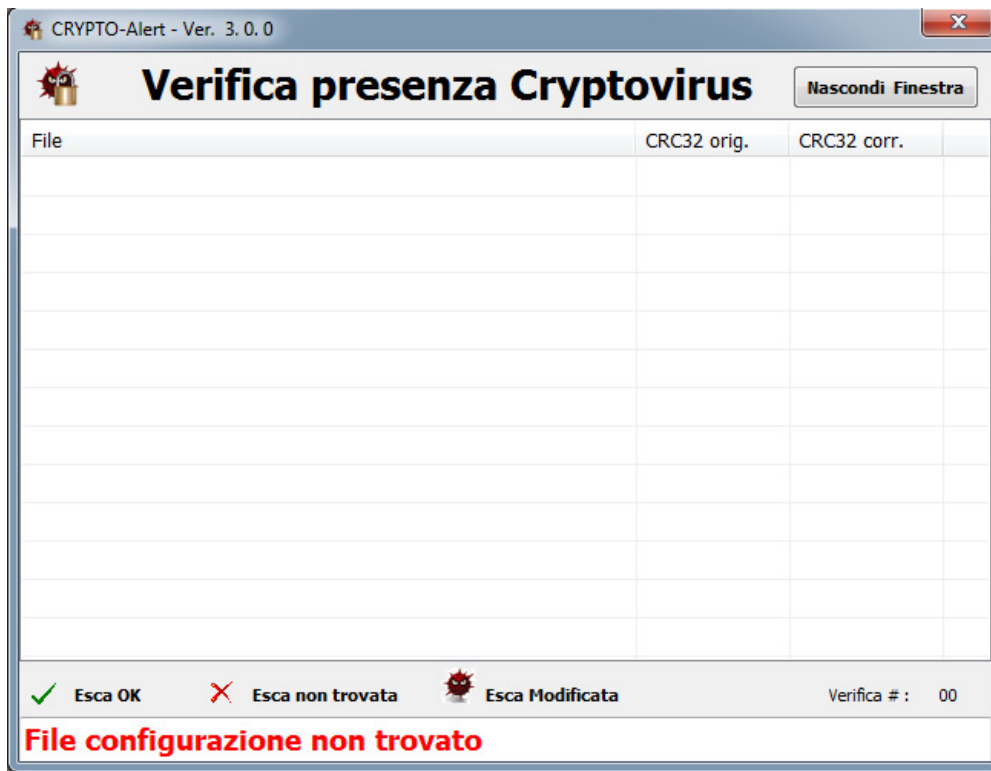 CRYPTO-Alert - Ver. 3. 0. 0
Verifica presenza Cryptovirus
Nascondi Finestra
File CRC32 orig. CRC32 corr.
Esca OK Esca non trovata Esca Modificata Verifica # : 00
File configurazione non trovato